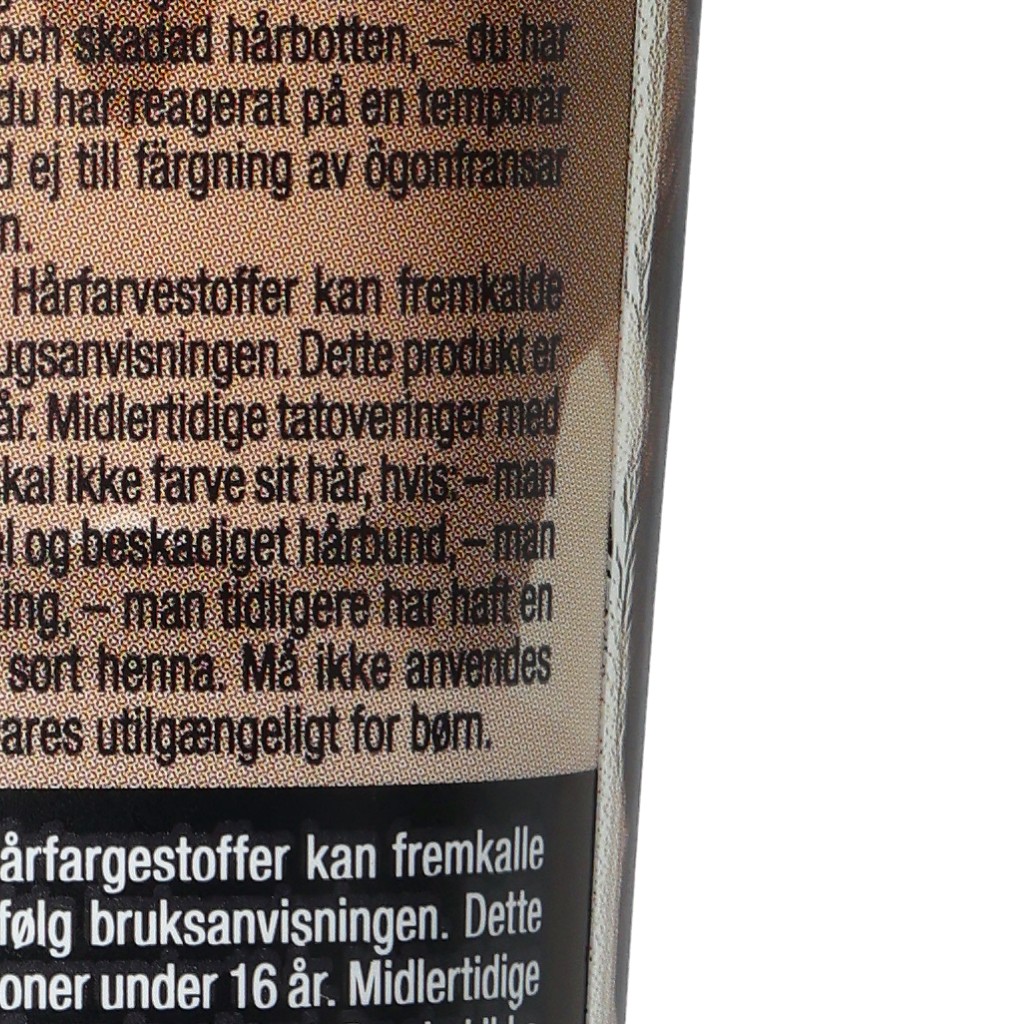 och skadad hårbotten, – du har
du har reagerat på en temporär
ej till färgning av ögonfransar
n.
Hårfarvestoffer kan fremkalde
ugsanvisningen. Dette produkt er
år. Midlertidige tatoveringer med
kal ikke farve sit hår, hvis: – man
el og beskadiget hårbund, – man
ing, – man tidligere har haft en
sort henna. Må ikke anvendes
ares utilgængeligt for børn.
årfargestoffer kan fremkalle
følg bruksanvisningen. Dette
oner under 16 år. Midlertidige